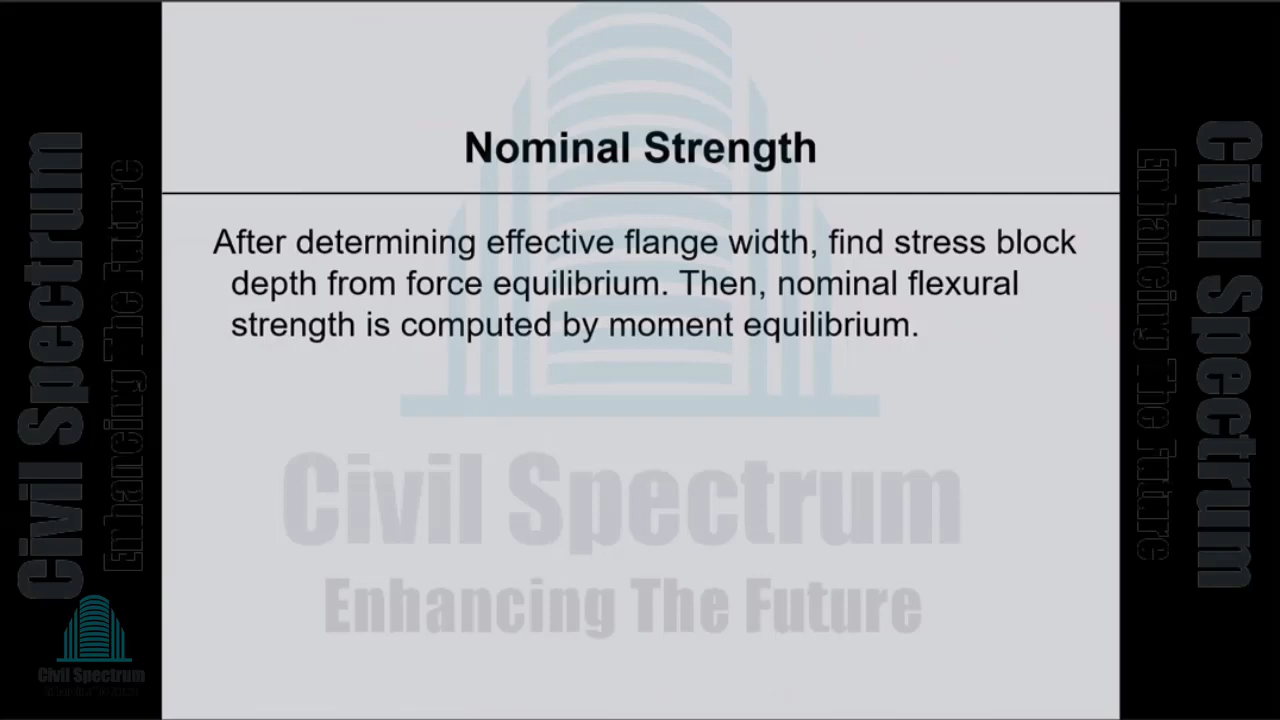 Nominal Strength
After determining effective flange width, find stress block
depth from force equilibrium. Then, nominal flexural
strength is computed by moment equilibrium.
Civil Spectrum
Enhancing The Future
Civil Spectrum
Enhancing The Future
Civil Spectrum
Enhancing The Future
Civil Spectrum